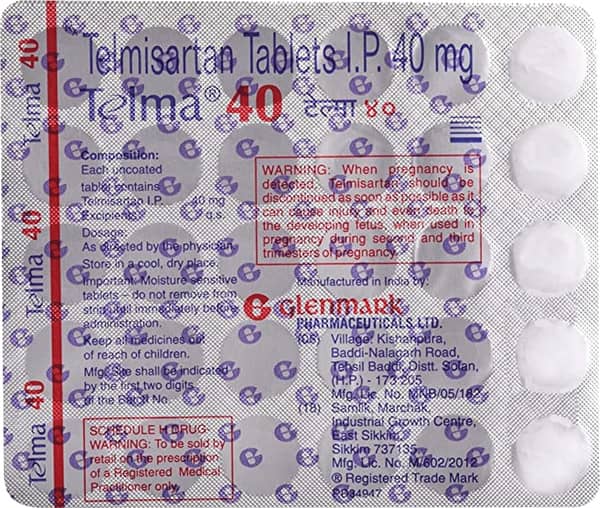 Telmisartan Tablets I.P. 40 mg
Telma® 40 टेल्मा ४०
Composition:
Each uncoated
tablet contains
Telmisartan I.P. 40 mg
Excipients q.s.
Dosage:
As directed by the physician.
Store in a cool, dry place.
Important: Moisture sensitive
tablets – do not remove from
strip until immediately before
administration.
Keep all medicines out
of reach of children.
Mfg. Site shall be indicated
by the first two digits
of the Batch No.
SCHEDULE H DRUG-
WARNING: To be sold by
retail on the prescription
of a Registered Medical
Practitioner only.
WARNING: When pregnancy is
detected, Telmisartan should be
discontinued as soon as possible as it
can cause injury and even death to
the developing fetus, when used in
pregnancy during second and third
trimesters of pregnancy.
Manufactured in India by:
Glenmark
PHARMACEUTICALS LTD.
(05) Village: Kishanpura,
Baddi-Nalagarh Road,
Tehsil Baddi, Distt. Solan,
(H.P.) - 173 205
Mfg. Lic. No. MNB/05/182
(18) Samlik, Marchak,
Industrial Growth Centre,
East Sikkim,
Sikkim 737135
Mfg. Lic. No. M/602/2012
® Registered Trade Mark
Telma 40
Telma 40
Telma 40